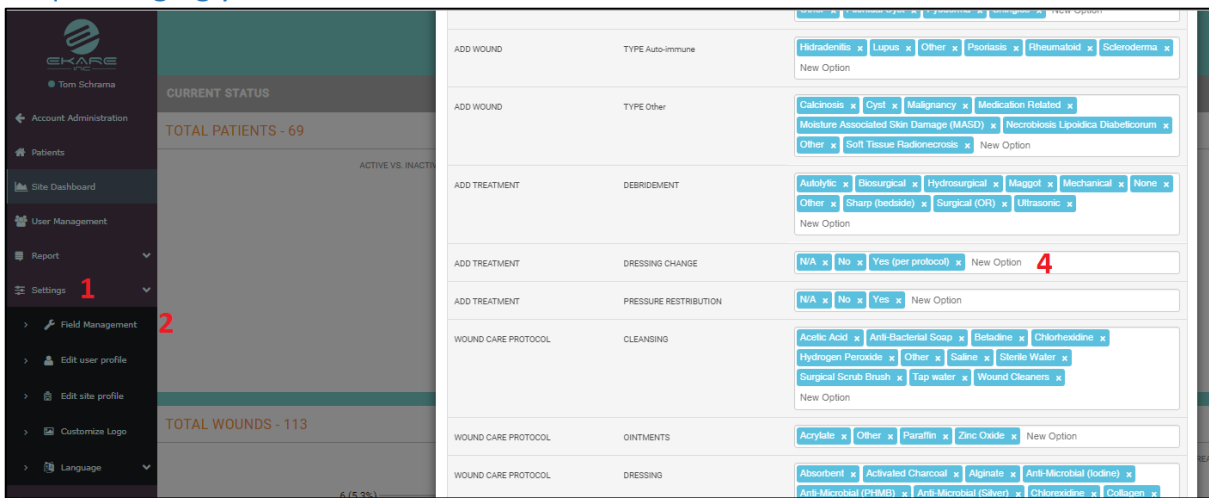 EKARE
INC
Tom Schrama
Account Administration
Patients
Site Dashboard
User Management
Report
Settings 1
Field Management 2
Edit user profile
Edit site profile
Customize Logo
Language
CURRENT STATUS
TOTAL PATIENTS - 69
ACTIVE VS. INACTIV
TOTAL WOUNDS - 113
6 (5.3%)
New Option
ADD WOUND TYPE Auto-immune Hidradenitis x Lupus x Other x Psoriasis x Rheumatoid x Scleroderma x
New Option
ADD WOUND TYPE Other Calcinosis x Cyst x Malignancy x Medication Related x
Moisture Associated Skin Damage (MASD) x Necrobiosis Lipoidica Diabeticorum x
Other x Soft Tissue Radionecrosis x New Option
ADD TREATMENT DEBRIDEMENT Autolytic x Biosurgical x Hydrosurgical x Maggot x Mechanical x None x
Other x Sharp (bedside) x Surgical (OR) x Ultrasonic x
New Option
ADD TREATMENT DRESSING CHANGE N/A x No x Yes (per protocol) x New Option 4
ADD TREATMENT PRESSURE RESTRIBUTION N/A x No x Yes x New Option
WOUND CARE PROTOCOL CLEANSING Acetic Acid x Anti-Bacterial Soap x Betadine x Chlorhexidine x
Hydrogen Peroxide x Other x Saline x Sterile Water x
Surgical Scrub Brush x Tap water x Wound Cleaners x
New Option
WOUND CARE PROTOCOL OINTMENTS Acrylate x Other x Paraffin x Zinc Oxide x New Option
WOUND CARE PROTOCOL DRESSING Absorbent x Activated Charcoal x Alginate x Anti-Microbial (Iodine) x
Anti-Microbial (PHMB) x Anti-Microbial (Silver) x Chlorexidine x Collagen x